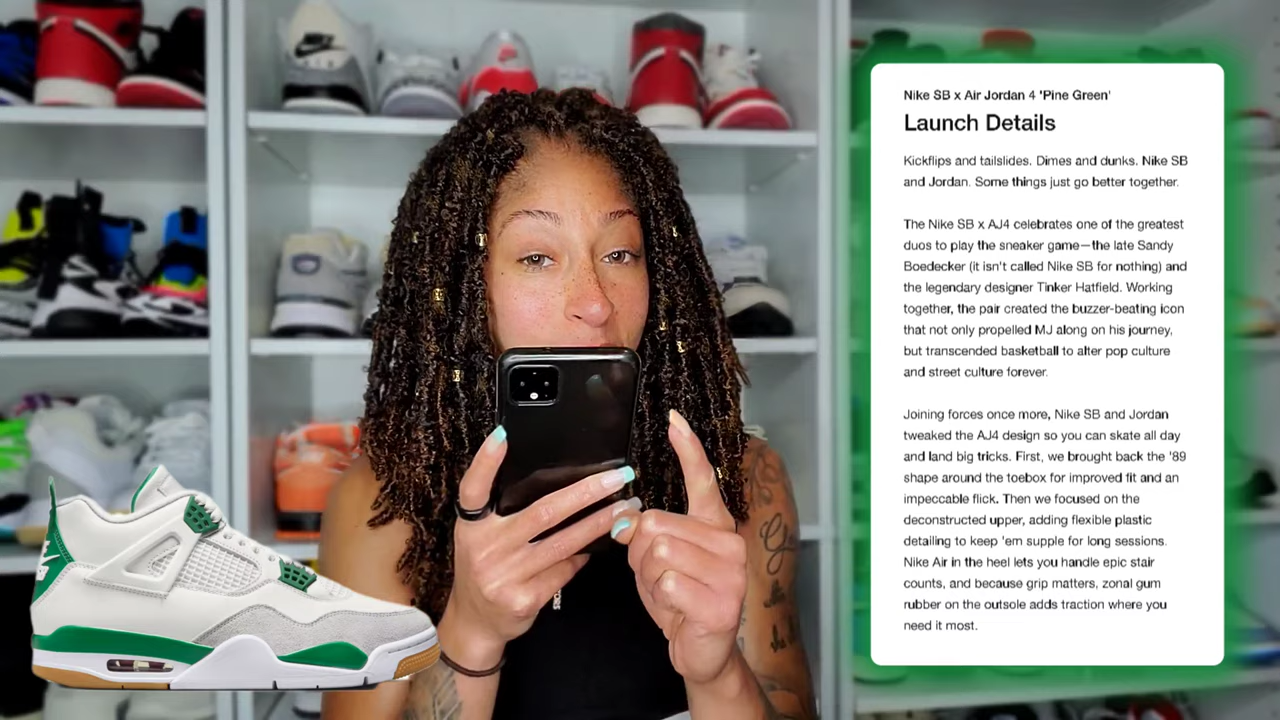 Nike SB x Air Jordan 4 'Pine Green'
Launch Details
Kickflips and tailslides. Dimes and dunks. Nike SB
and Jordan. Some things just go better together.
The Nike SB x AJ4 celebrates one of the greatest
duos to play the sneaker game—the late Sandy
Boedecker (it isn't called Nike SB for nothing) and
the legendary designer Tinker Hatfield. Working
together, the pair created the buzzer-beating icon
that not only propelled MJ along on his journey,
but transcended basketball to alter pop culture
and street culture forever.
Joining forces once more, Nike SB and Jordan
tweaked the AJ4 design so you can skate all day
and land big tricks. First, we brought back the '89
shape around the toebox for improved fit and an
impeccable flick. Then we focused on the
deconstructed upper, adding flexible plastic
detailing to keep 'em supple for long sessions.
Nike Air in the heel lets you handle epic stair
counts, and because grip matters, zonal gum
rubber on the outsole adds traction where you
need it most.